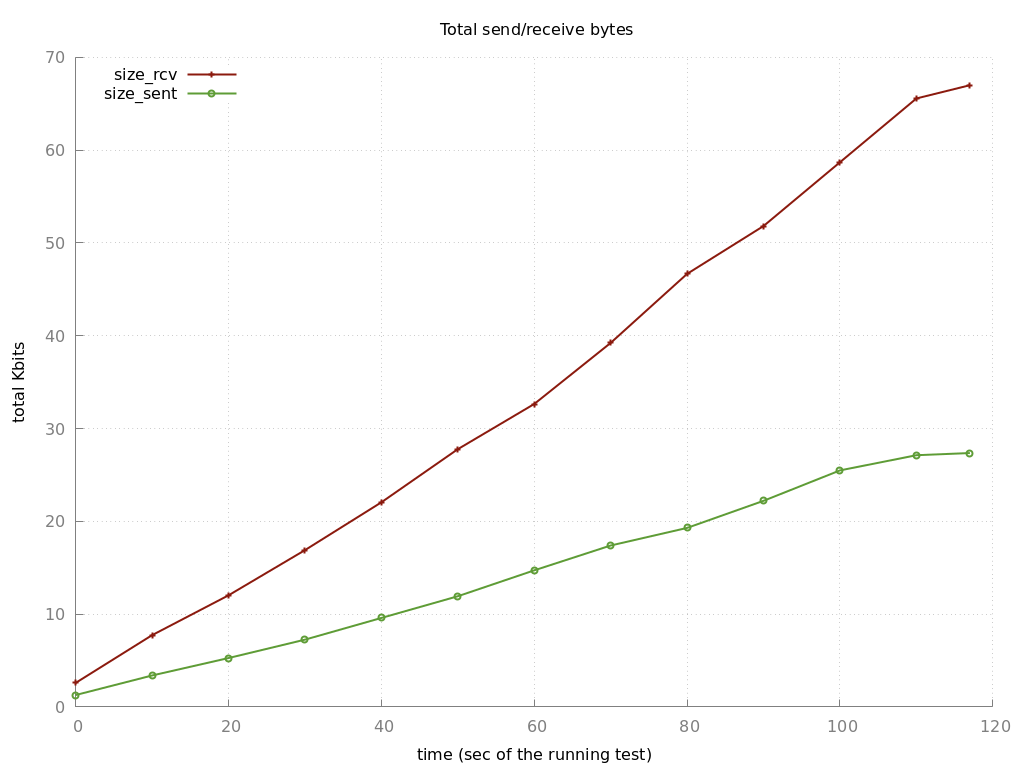 Total send/receive bytes
size_rcv
size_sent
70
60
50
40
30
20
10
0
total Kbits
0 20 40 60 80 100 120
time (sec of the running test)